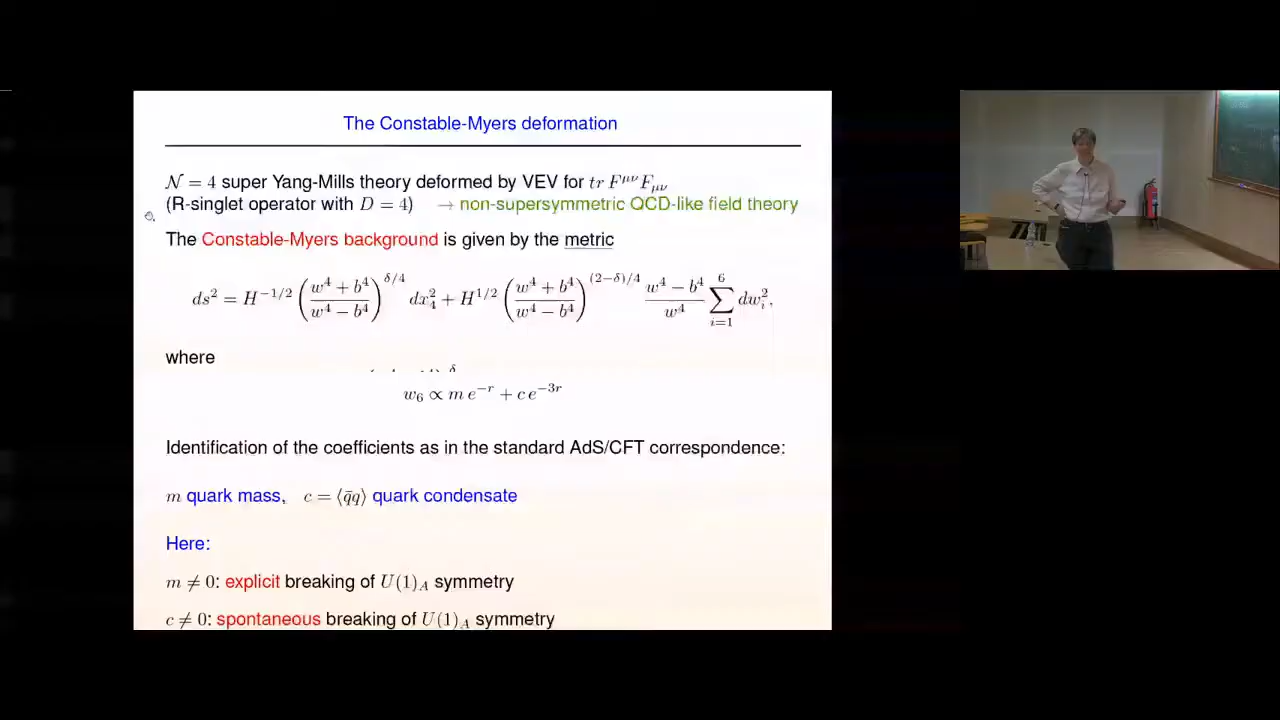 The Constable-Myers deformation
𝒩 = 4 super Yang-Mills theory deformed by VEV for tr F^{μν}F_{μν}
(R-singlet operator with D = 4) → non-supersymmetric QCD-like field theory
The Constable-Myers background is given by the metric
ds² = H^{-1/2} ((w⁴ + b⁴)/(w⁴ − b⁴))^{δ/4} dx₄² + H^{1/2} ((w⁴ + b⁴)/(w⁴ − b⁴))^{(2−δ)/4} (w⁴ − b⁴)/w⁴ ∑_{i=1}^{6} dw_i²,
where
w₆ ∝ m e^{−r} + c e^{−3r}
Identification of the coefficients as in the standard AdS/CFT correspondence:
m quark mass, c = ⟨q̄q⟩ quark condensate
Here:
m ≠ 0: explicit breaking of U(1)_A symmetry
c ≠ 0: spontaneous breaking of U(1)_A symmetry